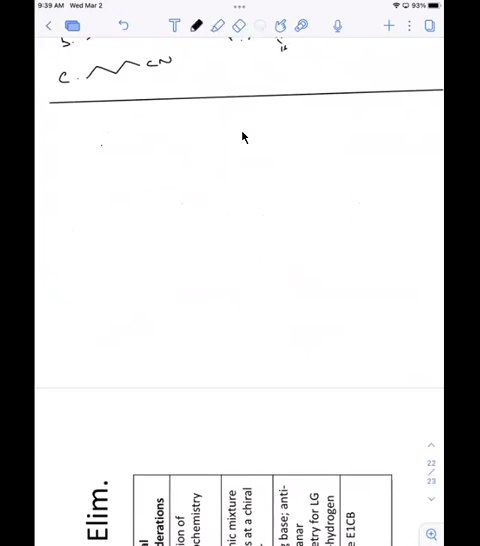 9:39 AM Wed Mar 2
93%
T
C. CN
22
23
Elim.
derations
ion of
ochemistry
nic mixture
s at a chiral
g base; anti-
anar
etry for LG
hydrogen
e E1CB